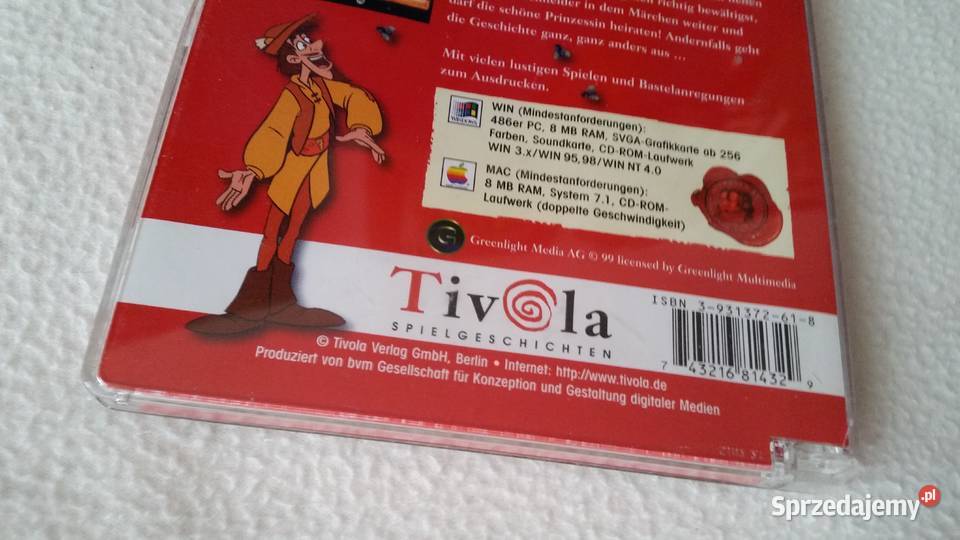 richtig bewältigst,
in dem Märchen weiter und
darf die schöne Prinzessin heiraten! Andernfalls geht
die Geschichte ganz, ganz anders aus ...
Mit vielen lustigen Spielen und Bastelanregungen
zum Ausdrucken.
WIN (Mindestanforderungen):
486er PC, 8 MB RAM, SVGA-Grafikkarte ab 256
Farben, Soundkarte, CD-ROM-Laufwerk
WIN 3.x/WIN 95,98/WIN NT 4.0
MAC (Mindestanforderungen):
8 MB RAM, System 7.1, CD-ROM-
Laufwerk (doppelte Geschwindigkeit)
G Greenlight Media AG © 99 licensed by Greenlight Multimedia
Tivola
SPIELGESCHICHTEN
ISBN 3-931372-61-8
7 43216 81432 9
© Tivola Verlag GmbH, Berlin • Internet: http://www.tivola.de
Produziert von bvm Gesellschaft für Konzeption und Gestaltung digitaler Medien
Sprzedajemy.pl